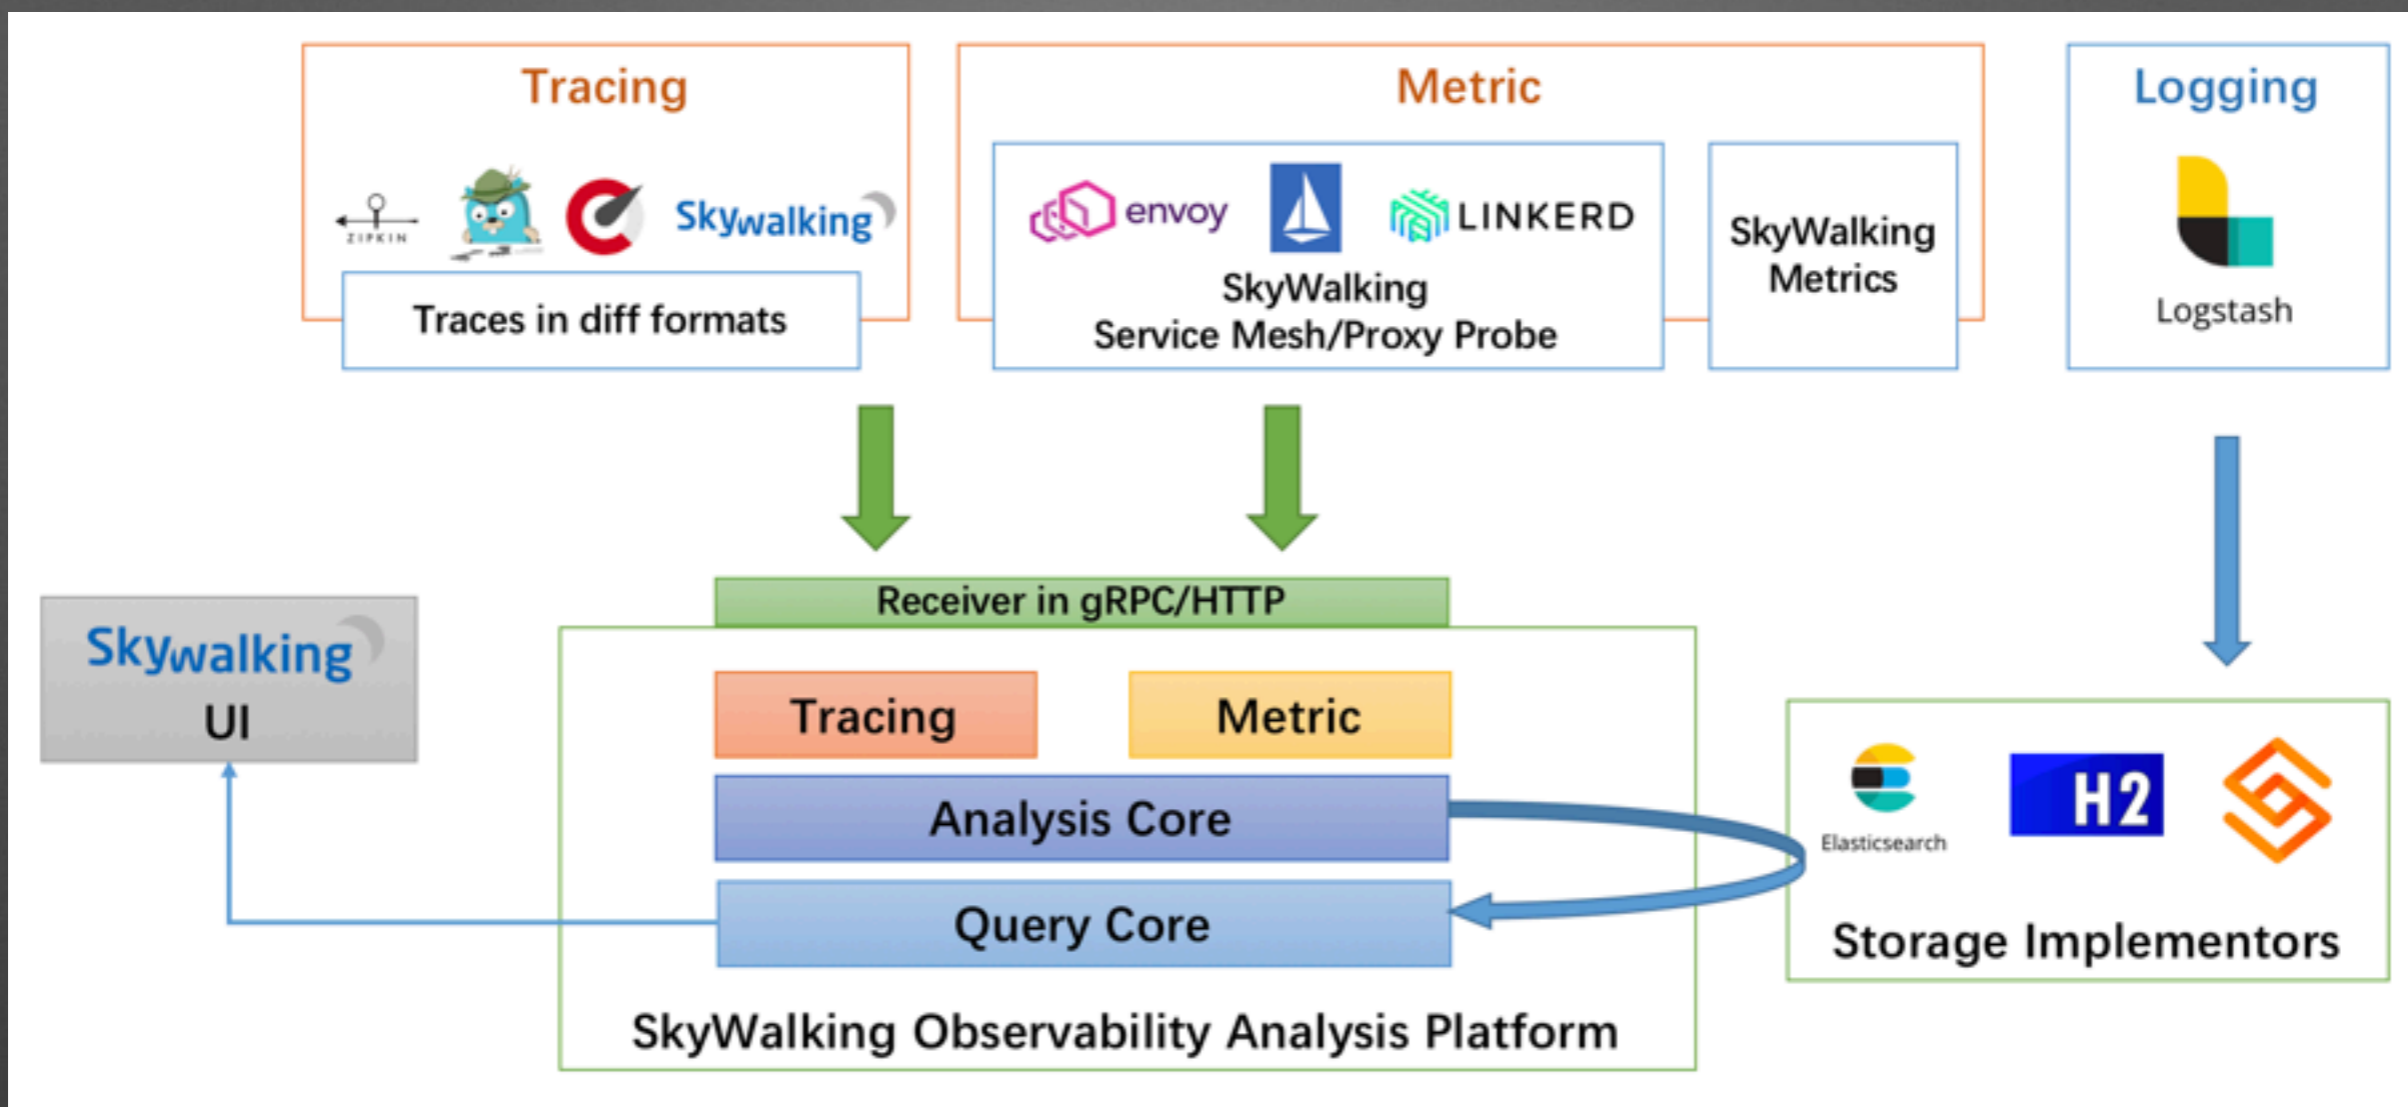 Tracing
ZIPKIN
Skywalking
Traces in diff formats
Metric
envoy
LINKERD
SkyWalking
Service Mesh/Proxy Probe
SkyWalking
Metrics
Logging
Logstash
Receiver in gRPC/HTTP
Skywalking
UI
Tracing
Metric
Analysis Core
Query Core
SkyWalking Observability Analysis Platform
Elasticsearch
H2
Storage Implementors